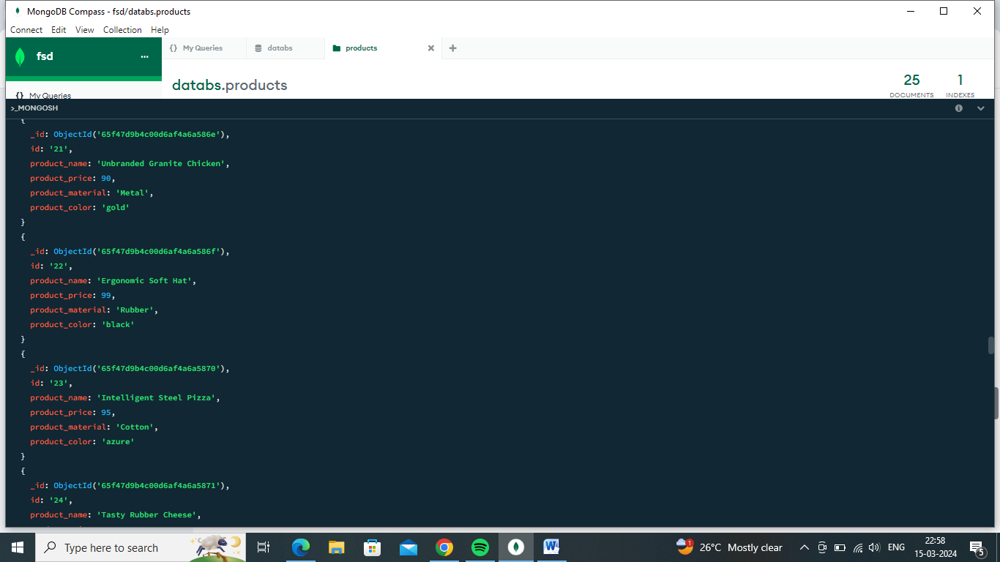 MongoDB Compass - fsd/databs.products
Connect Edit View Collection Help
fsd ...
{} My Queries
databs
products
{} My Queries
databs.products
25
DOCUMENTS
1
INDEXES
>_MONGOSH
{
_id: ObjectId('65f47d9b4c00d6af4a6a586e'),
id: '21',
product_name: 'Unbranded Granite Chicken',
product_price: 90,
product_material: 'Metal',
product_color: 'gold'
}
{
_id: ObjectId('65f47d9b4c00d6af4a6a586f'),
id: '22',
product_name: 'Ergonomic Soft Hat',
product_price: 99,
product_material: 'Rubber',
product_color: 'black'
}
{
_id: ObjectId('65f47d9b4c00d6af4a6a5870'),
id: '23',
product_name: 'Intelligent Steel Pizza',
product_price: 95,
product_material: 'Cotton',
product_color: 'azure'
}
{
_id: ObjectId('65f47d9b4c00d6af4a6a5871'),
id: '24',
product_name: 'Tasty Rubber Cheese',
Type here to search
1
26°C Mostly clear
ENG
22:58
15-03-2024
5